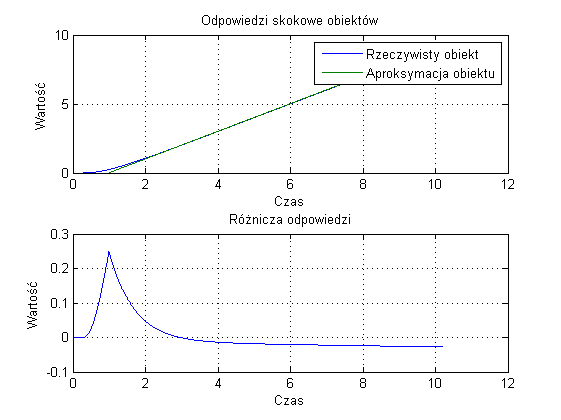 Odpowiedzi skokowe obiektów
10
5
0
Wartość
Rzeczywisty obiekt
Aproksymacja obiektu
0 2 4 6 8 10 12
Czas
Różnicza odpowiedzi
0.3
0.2
0.1
0
-0.1
Wartość
0 2 4 6 8 10 12
Czas